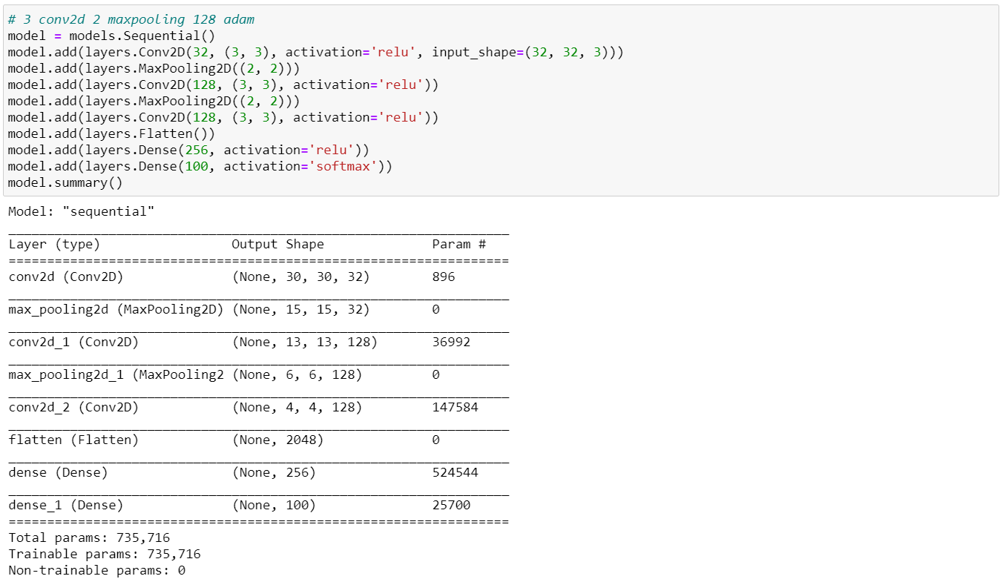 # 3 conv2d 2 maxpooling 128 adam
model = models.Sequential()
model.add(layers.Conv2D(32, (3, 3), activation='relu', input_shape=(32, 32, 3)))
model.add(layers.MaxPooling2D((2, 2)))
model.add(layers.Conv2D(128, (3, 3), activation='relu'))
model.add(layers.MaxPooling2D((2, 2)))
model.add(layers.Conv2D(128, (3, 3), activation='relu'))
model.add(layers.Flatten())
model.add(layers.Dense(256, activation='relu'))
model.add(layers.Dense(100, activation='softmax'))
model.summary()
Model: "sequential"
_________________________________________________________________
Layer (type)                 Output Shape              Param #
=================================================================
conv2d (Conv2D)              (None, 30, 30, 32)        896
_________________________________________________________________
max_pooling2d (MaxPooling2D) (None, 15, 15, 32)        0
_________________________________________________________________
conv2d_1 (Conv2D)            (None, 13, 13, 128)       36992
_________________________________________________________________
max_pooling2d_1 (MaxPooling2 (None, 6, 6, 128)         0
_________________________________________________________________
conv2d_2 (Conv2D)            (None, 4, 4, 128)         147584
_________________________________________________________________
flatten (Flatten)            (None, 2048)              0
_________________________________________________________________
dense (Dense)                (None, 256)               524544
_________________________________________________________________
dense_1 (Dense)              (None, 100)               25700
=================================================================
Total params: 735,716
Trainable params: 735,716
Non-trainable params: 0